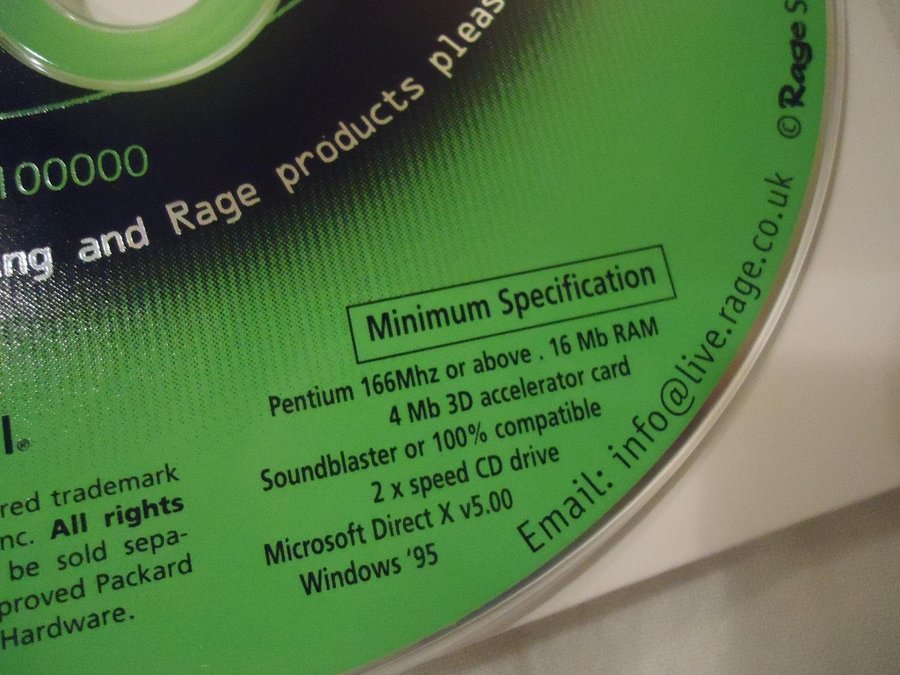 100000
ing and Rage products pleas
© Rage S
Minimum Specification
Pentium 166Mhz or above . 16 Mb RAM
4 Mb 3D accelerator card
Soundblaster or 100% compatible
2 x speed CD drive
Microsoft Direct X v5.00
Windows '95
Email: info@live.rage.co.uk
l.®
red trademark
nc. All rights
be sold sepa-
proved Packard
Hardware.